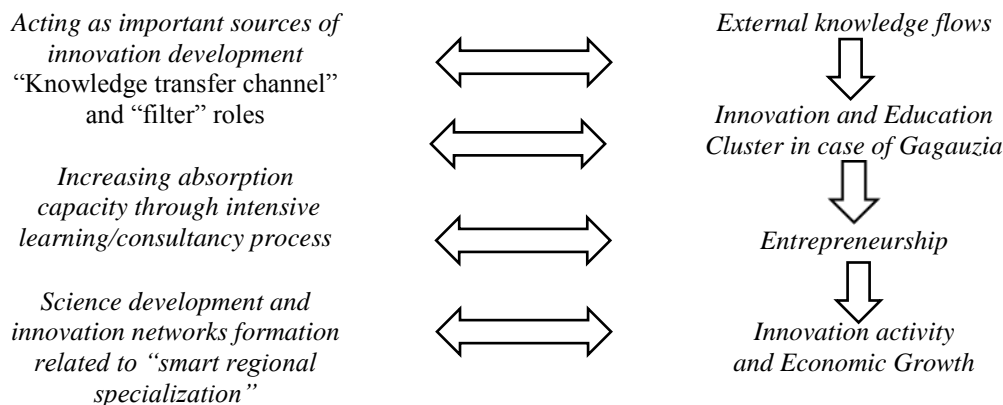 Acting as important sources of
innovation development
“Knowledge transfer channel”
and “filter” roles
Increasing absorption
capacity through intensive
learning/consultancy process
Science development and
innovation networks formation
related to “smart regional
specialization”
External knowledge flows
Innovation and Education
Cluster in case of Gagauzia
Entrepreneurship
Innovation activity
and Economic Growth